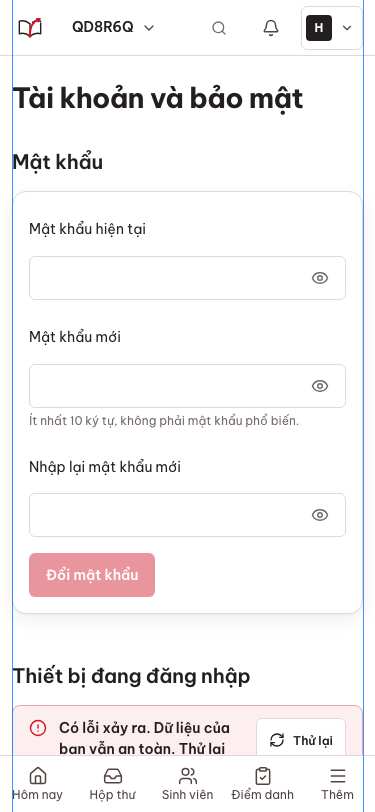 QD8R6Q
H
Tài khoản và bảo mật
Mật khẩu
Mật khẩu hiện tại
Mật khẩu mới
Ít nhất 10 ký tự, không phải mật khẩu phổ biến.
Nhập lại mật khẩu mới
Đổi mật khẩu
Thiết bị đang đăng nhập
Có lỗi xảy ra. Dữ liệu của
bạn vẫn an toàn. Thử lại
Thử lại
Hôm nay
Hộp thư
Sinh viên
Điểm danh
Thêm